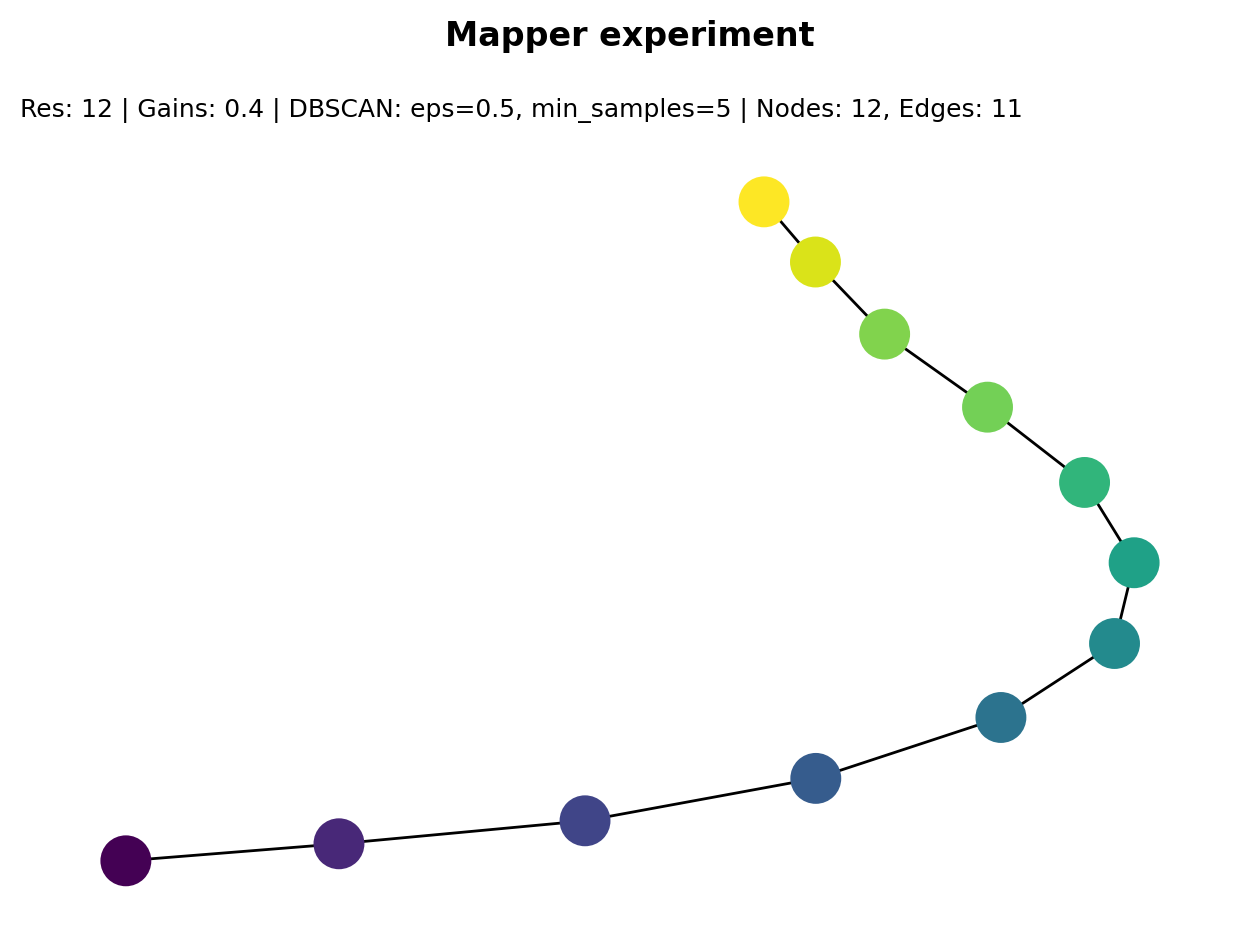 Mapper experiment
Res: 12 | Gains: 0.4 | DBSCAN: eps=0.5, min_samples=5 | Nodes: 12, Edges: 11